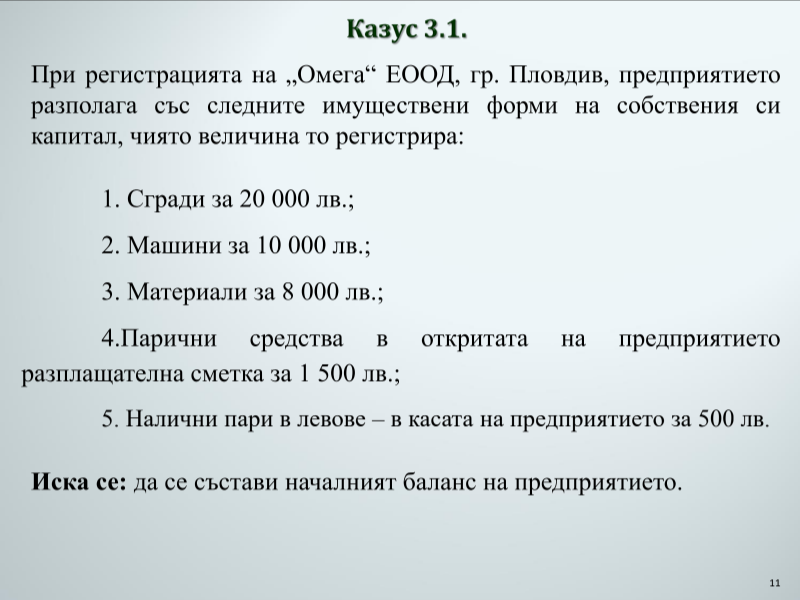 Казус 3.1.
При регистрацията на „Омега“ ЕООД, гр. Пловдив, предприятието
разполага със следните имуществени форми на собствения си
капитал, чиято величина то регистрира:
1. Сгради за 20 000 лв.;
2. Машини за 10 000 лв.;
3. Материали за 8 000 лв.;
4.Парични средства в откритата на предприятието
разплащателна сметка за 1 500 лв.;
5. Налични пари в левове – в касата на предприятието за 500 лв.
Иска се: да се състави началният баланс на предприятието.
11